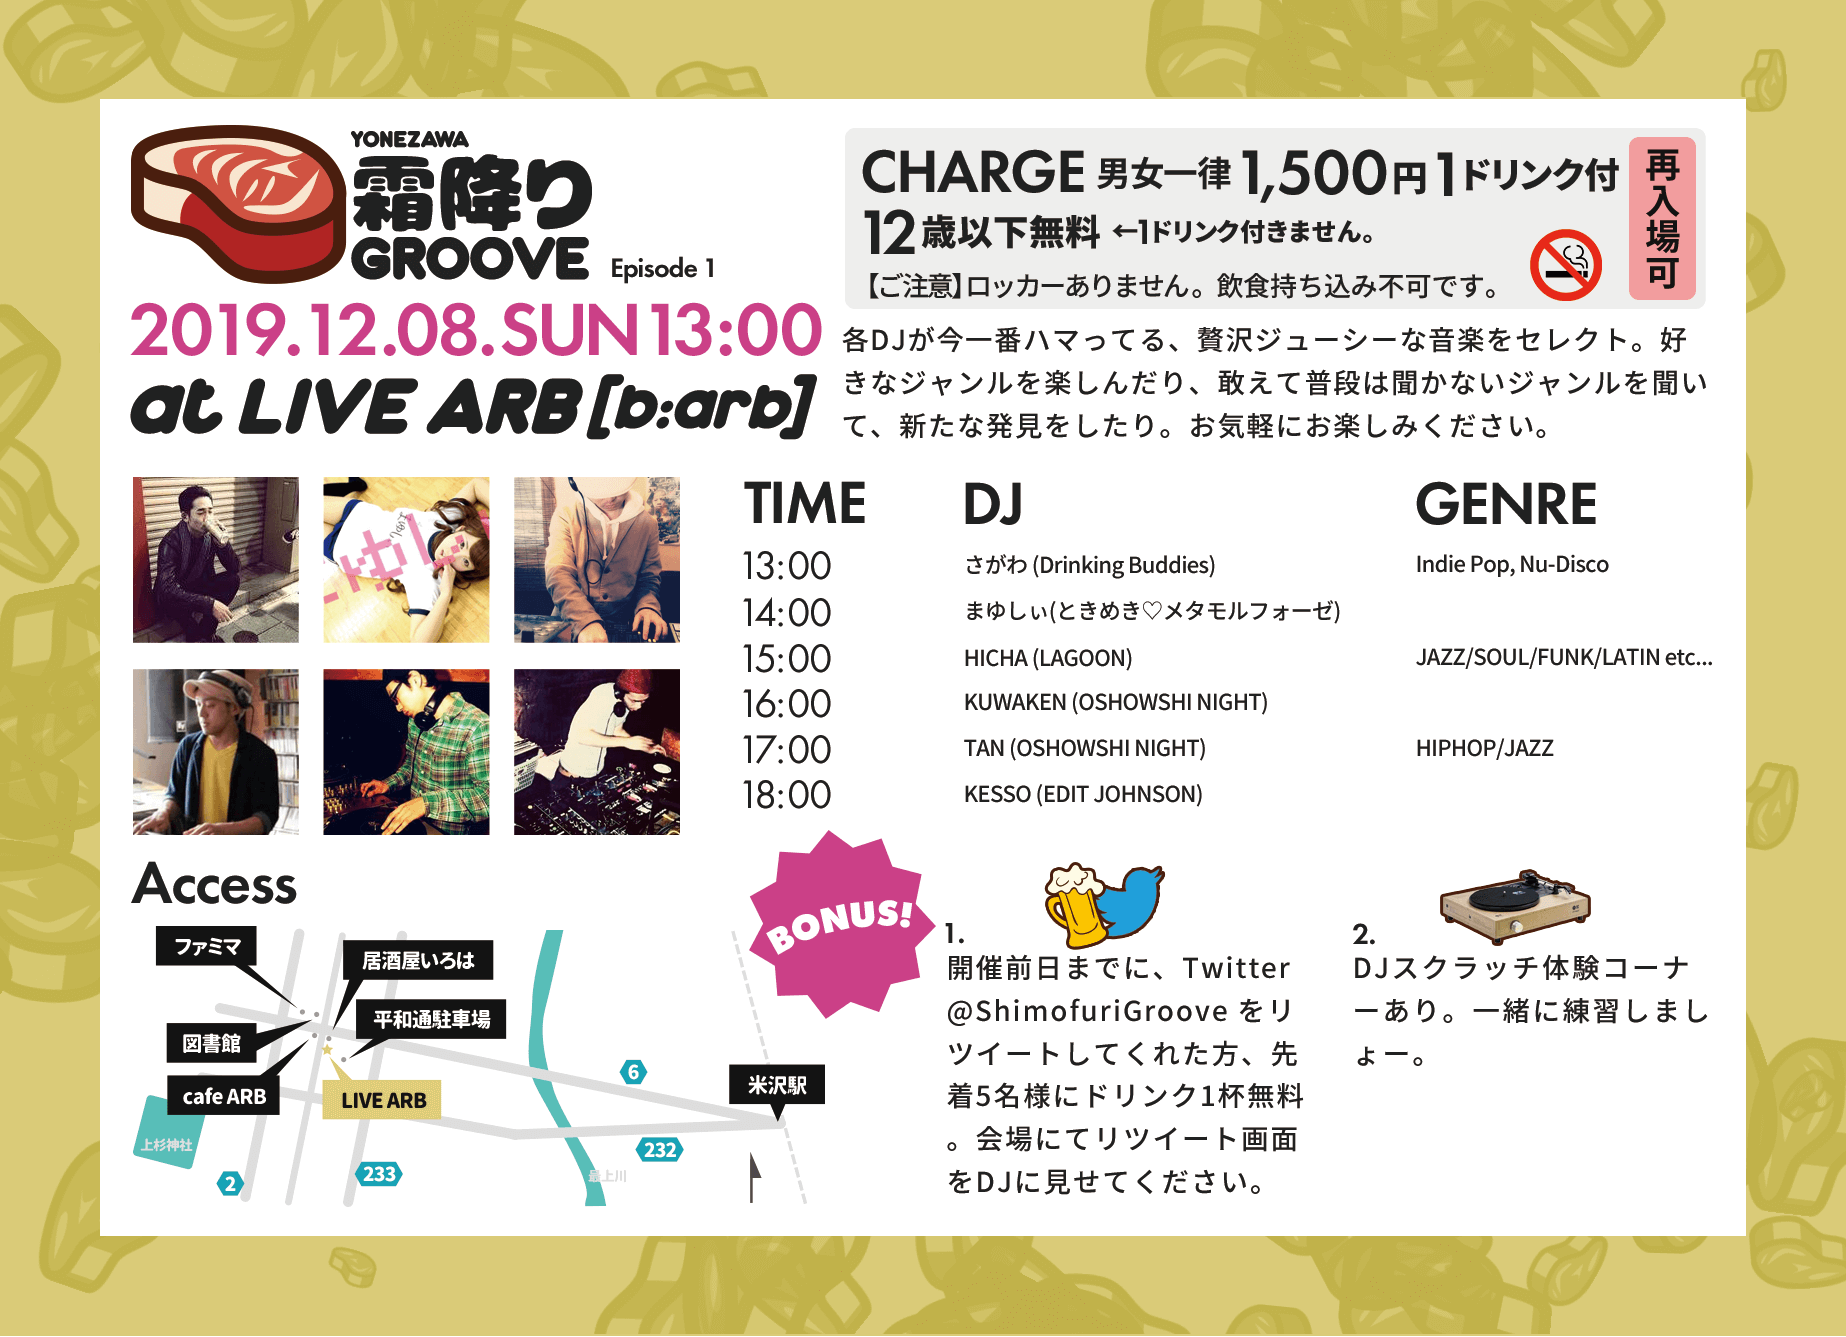 YONEZAWA
霜降り
GROOVE
Episode 1
2019.12.08.SUN 13:00
at LIVE ARB [b:arb]
CHARGE 男女一律 1,500円 1ドリンク付
12歳以下無料 ←1ドリンク付きません。
【ご注意】ロッカーありません。飲食持ち込み不可です。
再入場可
各DJが今一番ハマってる、贅沢ジューシーな音楽をセレクト。好
きなジャンルを楽しんだり、敢えて普段は聞かないジャンルを聞い
て、新たな発見をしたり。お気軽にお楽しみください。
TIME DJ GENRE
13:00 さがわ (Drinking Buddies) Indie Pop, Nu-Disco
14:00 まゆしぃ(ときめき♡メタモルフォーゼ)
15:00 HICHA (LAGOON) JAZZ/SOUL/FUNK/LATIN etc...
16:00 KUWAKEN (OSHOWSHI NIGHT)
17:00 TAN (OSHOWSHI NIGHT) HIPHOP/JAZZ
18:00 KESSO (EDIT JOHNSON)
Access
ファミマ
居酒屋いろは
平和通駐車場
図書館
cafe ARB
LIVE ARB
上杉神社
米沢駅
最上川
6
232
233
2
BONUS!
1.
開催前日までに、Twitter
@ShimofuriGroove をリ
ツイートしてくれた方、先
着5名様にドリンク1杯無料
。会場にてリツイート画面
をDJに見せてください。
2.
DJスクラッチ体験コーナ
ーあり。一緒に練習しまし
ょー。